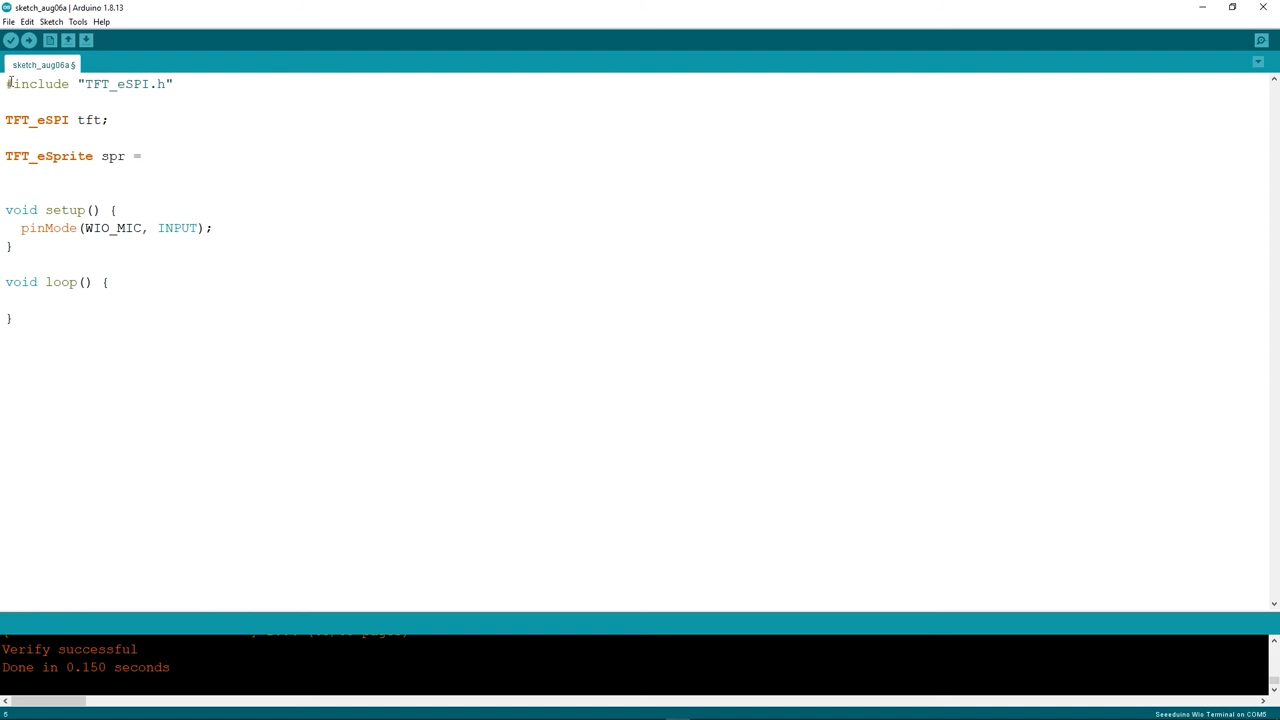 sketch_aug06a | Arduino 1.8.13
File Edit Sketch Tools Help
sketch_aug06a §
#include "TFT_eSPI.h"
TFT_eSPI tft;
TFT_eSprite spr =
void setup() {
pinMode(WIO_MIC, INPUT);
}
void loop() {
}
Verify successful
Done in 0.150 seconds
Seeeduino Wio Terminal on COM5